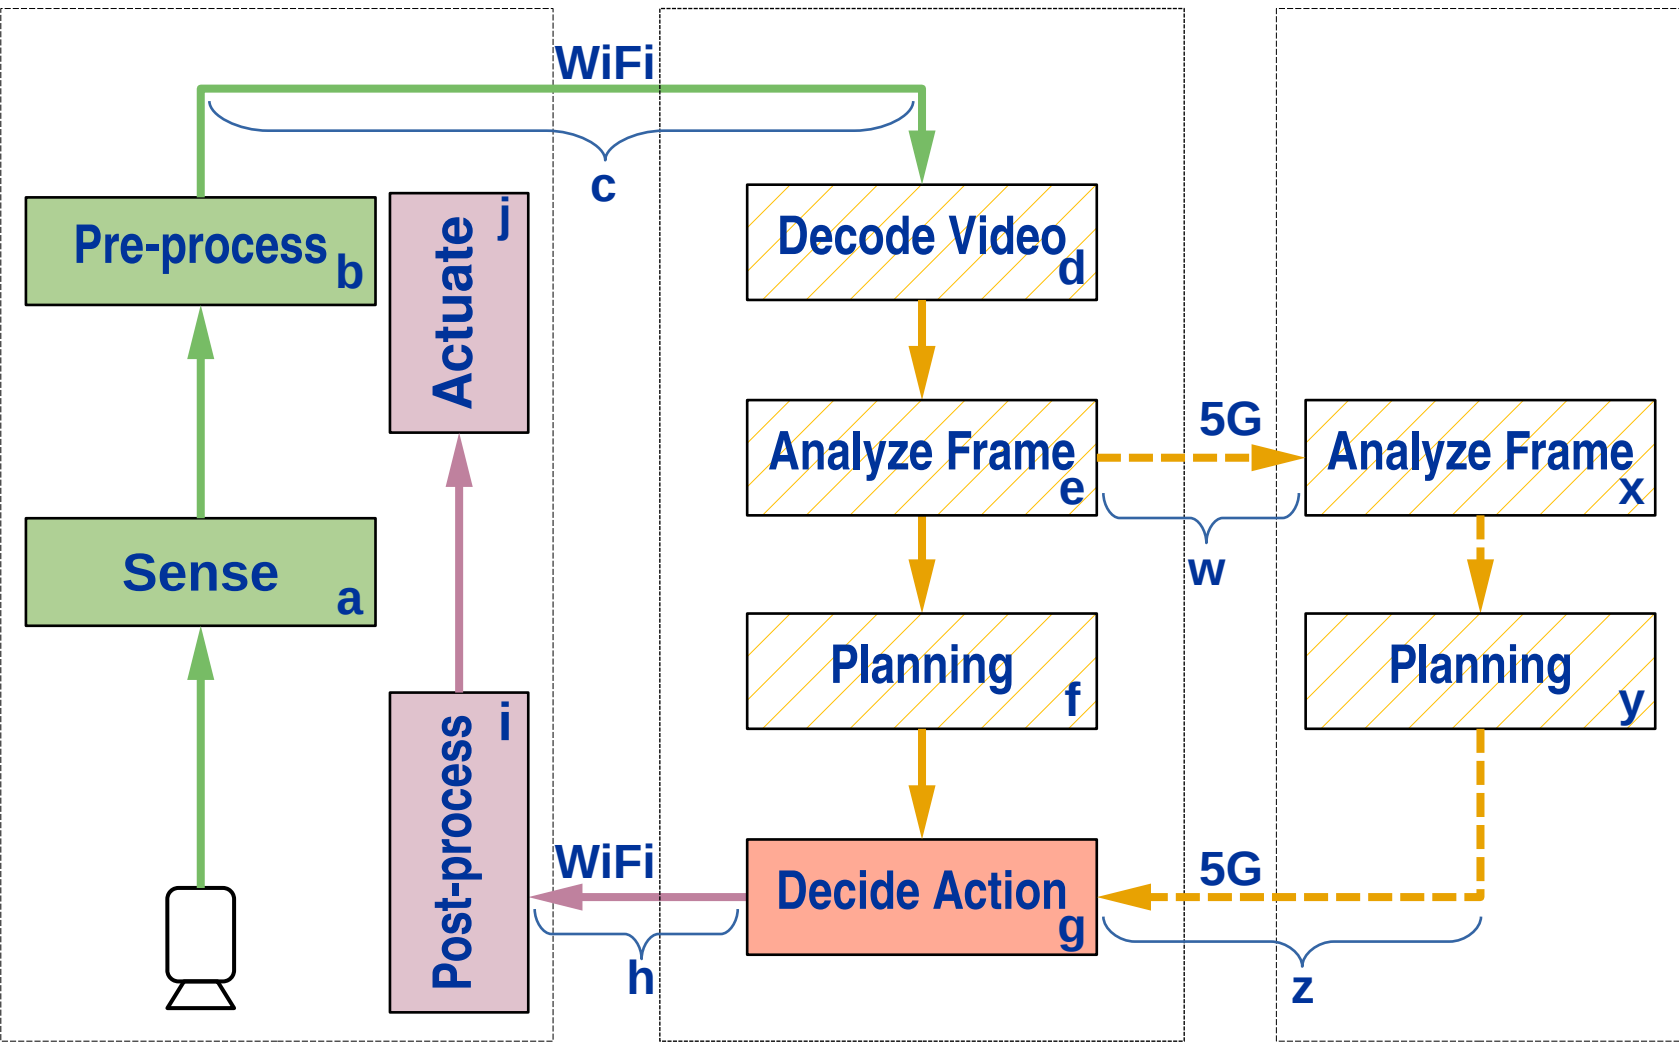 WiFi
c
Pre-process
b
Actuate
j
Decode Video
d
Analyze Frame
e
5G
Analyze Frame
x
w
Sense
a
Planning
f
Planning
y
Post-process
i
WiFi
h
Decide Action
g
5G
z